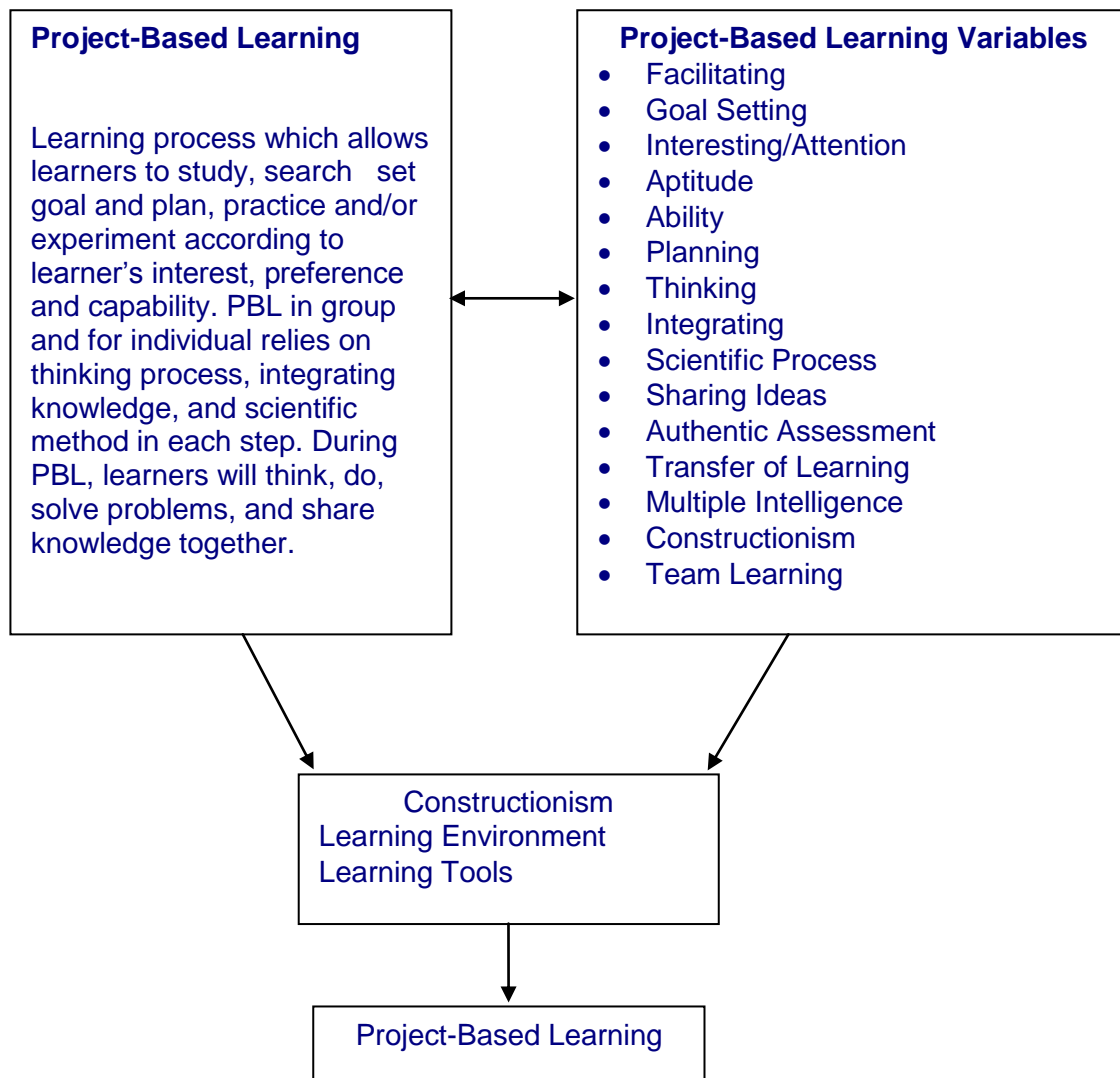 Project-Based Learning
Learning process which allows
learners to study, search   set
goal and plan, practice and/or
experiment according to
learner's interest, preference
and capability. PBL in group
and for individual relies on
thinking process, integrating
knowledge, and scientific
method in each step. During
PBL, learners will think, do,
solve problems, and share
knowledge together.
Project-Based Learning Variables
• Facilitating
• Goal Setting
• Interesting/Attention
• Aptitude
• Ability
• Planning
• Thinking
• Integrating
• Scientific Process
• Sharing Ideas
• Authentic Assessment
• Transfer of Learning
• Multiple Intelligence
• Constructionism
• Team Learning
Constructionism
Learning Environment
Learning Tools
Project-Based Learning